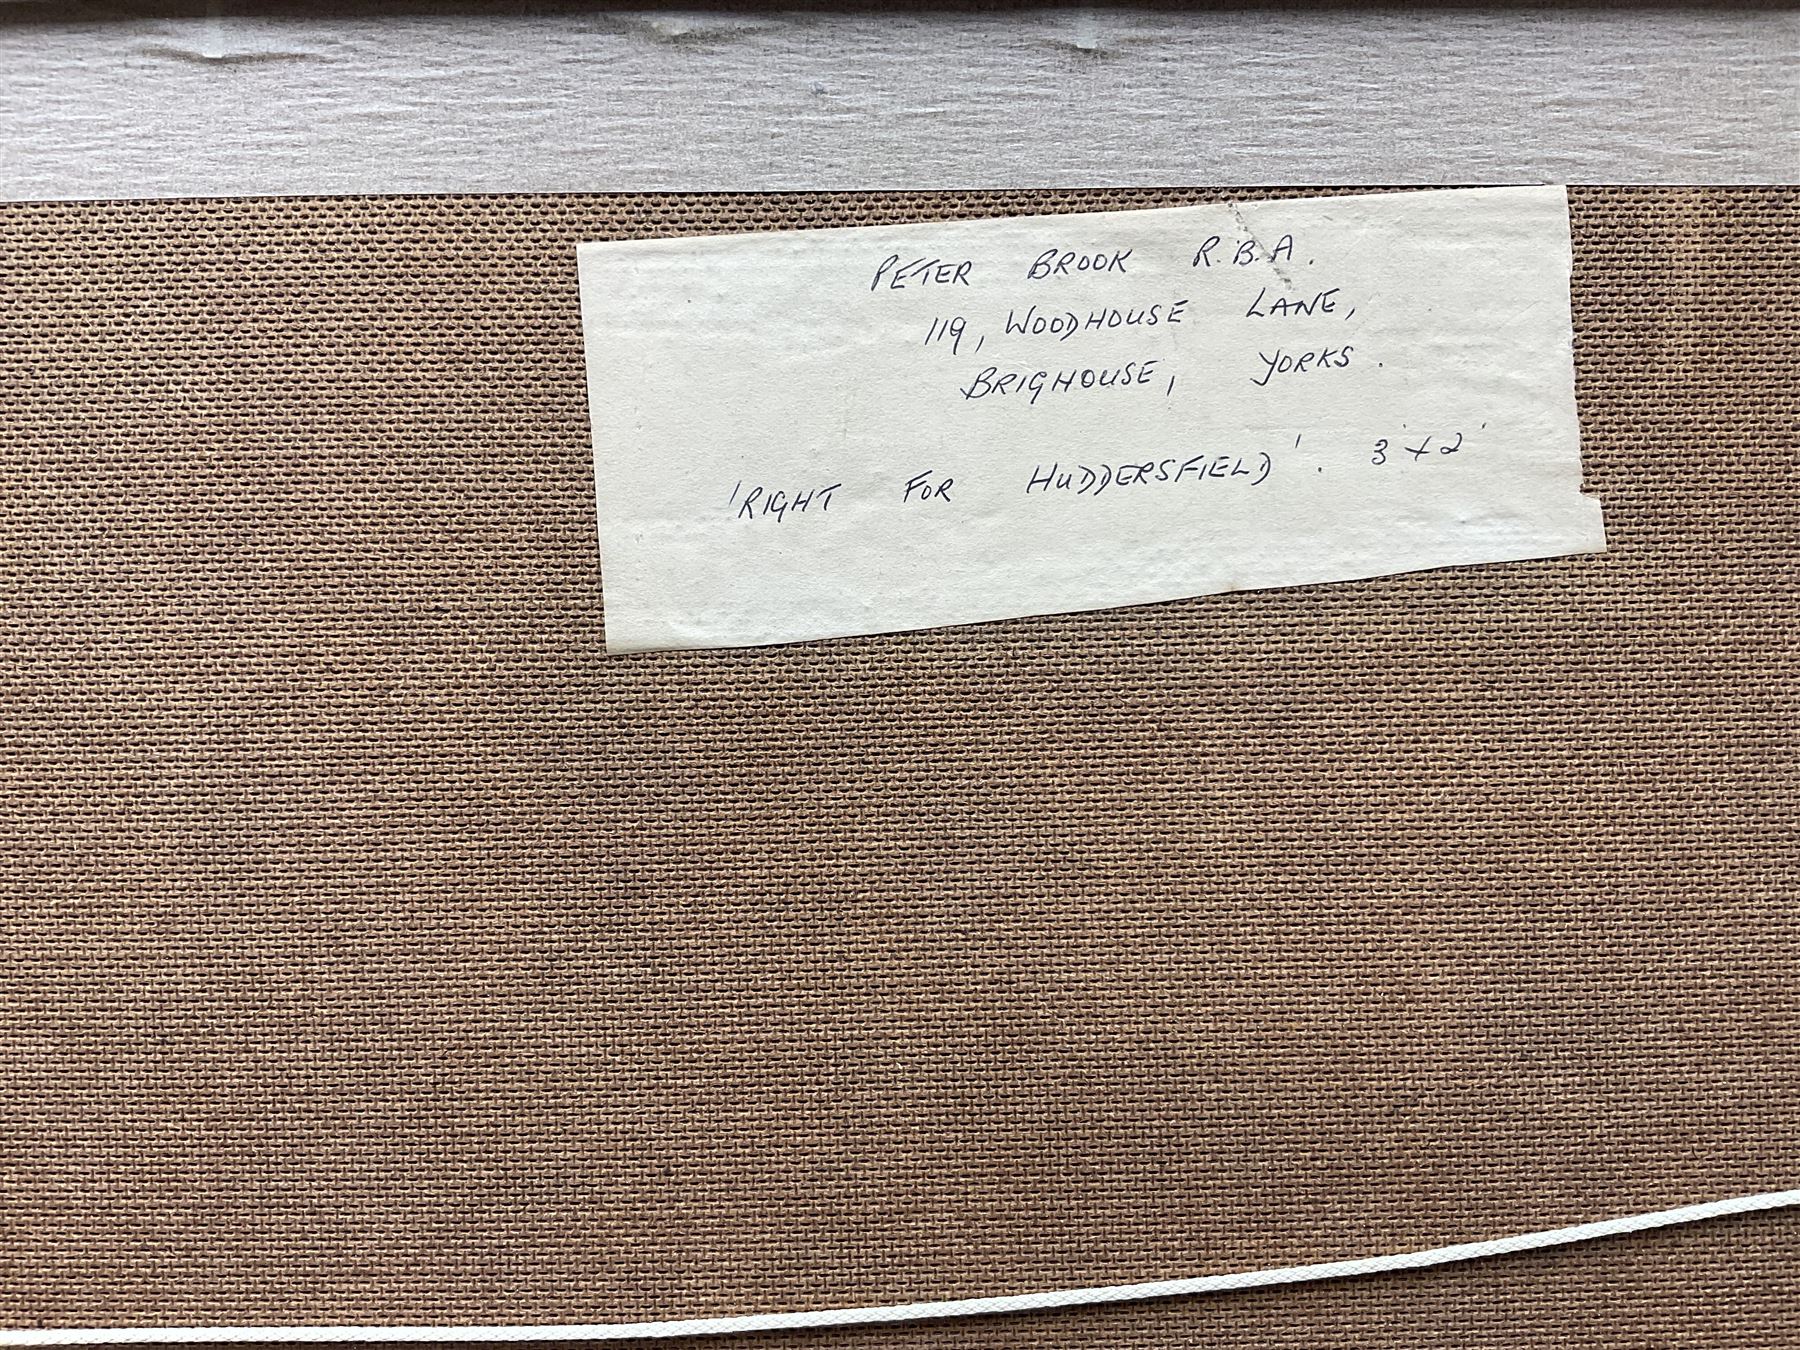 PETER BROOK R.B.A.
119, WOODHOUSE LANE,
BRIGHOUSE, YORKS.
'RIGHT FOR HUDDERSFIELD'. 3' x 2'